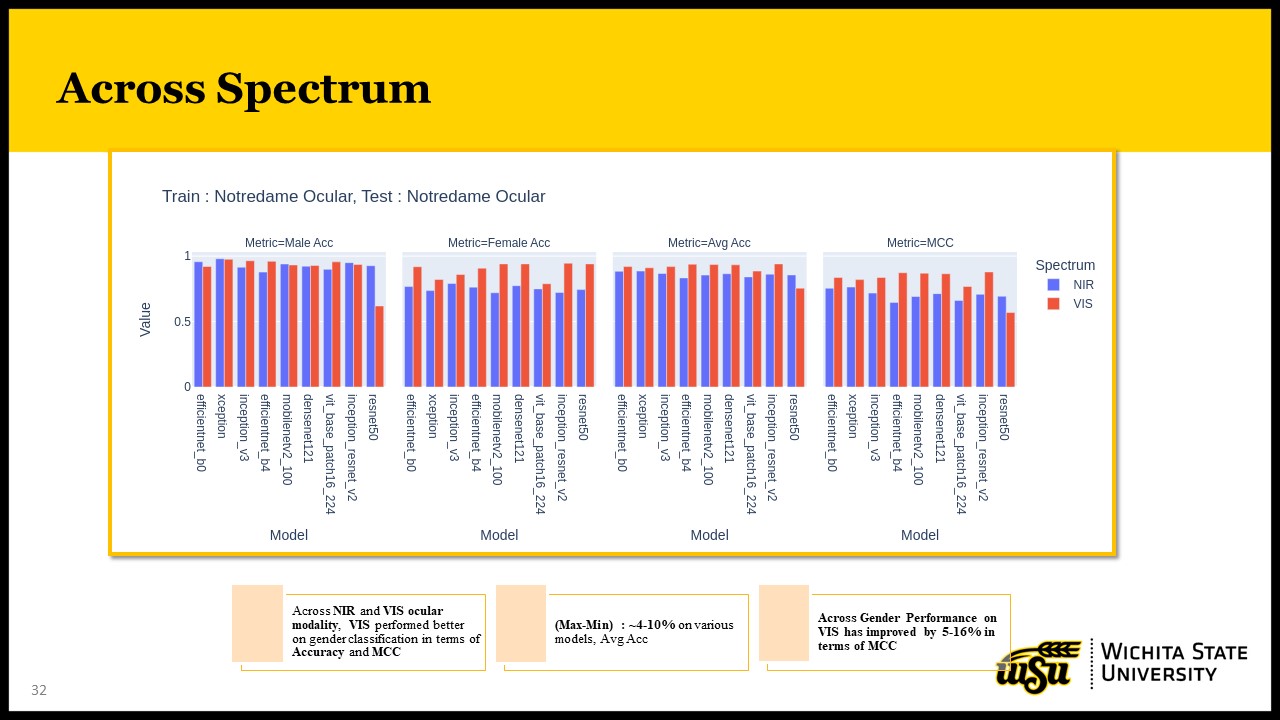 Across Spectrum
Train : Notredame Ocular, Test : Notredame Ocular
Metric=Male Acc
Metric=Female Acc
Metric=Avg Acc
Metric=MCC
Value
1
0.5
0
Spectrum
NIR
VIS
efficientnet_b0
xception
inception_v3
efficientnet_b4
mobilenetv2_100
densenet121
vit_base_patch16_224
inception_resnet_v2
resnet50
efficientnet_b0
xception
inception_v3
efficientnet_b4
mobilenetv2_100
densenet121
vit_base_patch16_224
inception_resnet_v2
resnet50
efficientnet_b0
xception
inception_v3
efficientnet_b4
mobilenetv2_100
densenet121
vit_base_patch16_224
inception_resnet_v2
resnet50
efficientnet_b0
xception
inception_v3
efficientnet_b4
mobilenetv2_100
densenet121
vit_base_patch16_224
inception_resnet_v2
resnet50
Model
Model
Model
Model
Across NIR and VIS ocular
modality, VIS performed better
on gender classification in terms of
Accuracy and MCC
(Max-Min) : ~4-10% on various
models, Avg Acc
Across Gender Performance on
VIS has improved by 5-16% in
terms of MCC
WSU
WICHITA STATE
UNIVERSITY
32